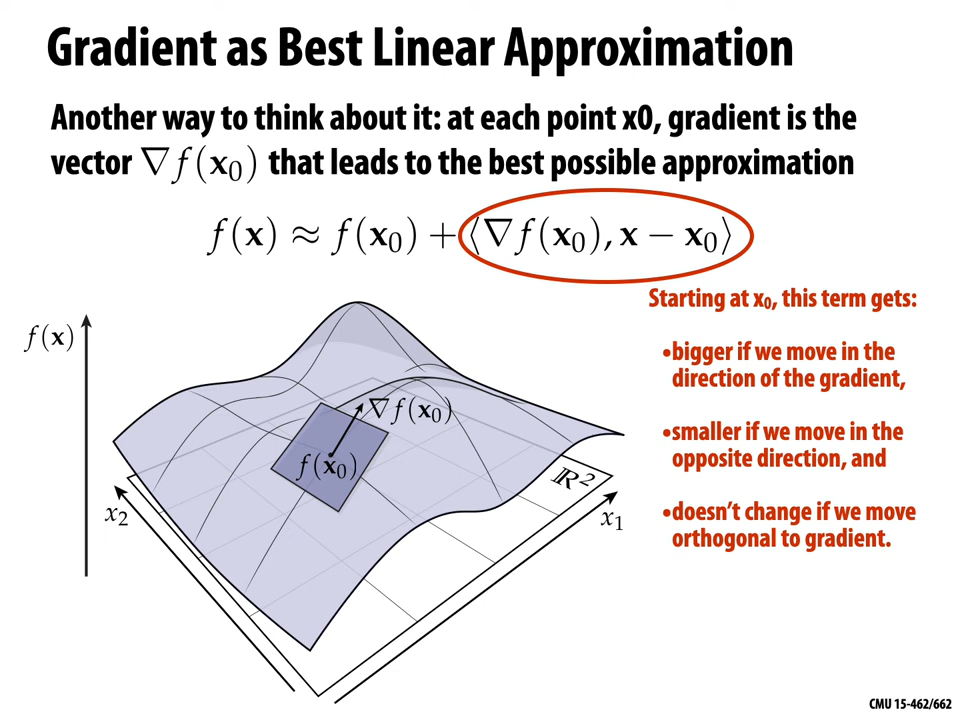 Gradient as Best Linear Approximation
Another way to think about it: at each point x0, gradient is the
vector ∇f(𝐱₀) that leads to the best possible approximation
f(𝐱) ≈ f(𝐱₀) + ⟨∇f(𝐱₀), 𝐱 − 𝐱₀⟩
Starting at x₀, this term gets:
•bigger if we move in the
direction of the gradient,
•smaller if we move in the
opposite direction, and
•doesn’t change if we move
orthogonal to gradient.
f(𝐱)
∇f(𝐱₀)
f(𝐱₀)
ℝ²
x₂
x₁
CMU 15-462/662